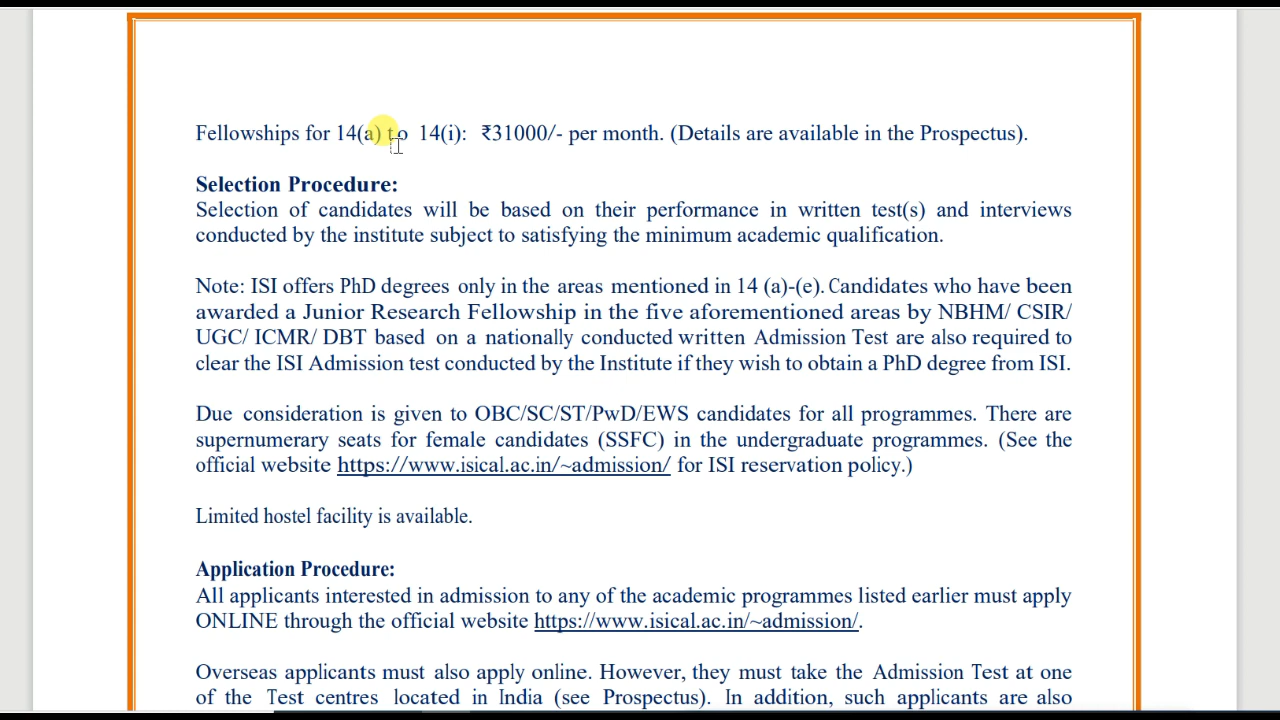 Fellowships for 14(a) to 14(i): ₹31000/- per month. (Details are available in the Prospectus).
Selection Procedure:
Selection of candidates will be based on their performance in written test(s) and interviews
conducted by the institute subject to satisfying the minimum academic qualification.
Note: ISI offers PhD degrees only in the areas mentioned in 14 (a)-(e). Candidates who have been
awarded a Junior Research Fellowship in the five aforementioned areas by NBHM/ CSIR/
UGC/ ICMR/ DBT based on a nationally conducted written Admission Test are also required to
clear the ISI Admission test conducted by the Institute if they wish to obtain a PhD degree from ISI.
Due consideration is given to OBC/SC/ST/PwD/EWS candidates for all programmes. There are
supernumerary seats for female candidates (SSFC) in the undergraduate programmes. (See the
official website https://www.isical.ac.in/~admission/ for ISI reservation policy.)
Limited hostel facility is available.
Application Procedure:
All applicants interested in admission to any of the academic programmes listed earlier must apply
ONLINE through the official website https://www.isical.ac.in/~admission/.
Overseas applicants must also apply online. However, they must take the Admission Test at one
of the Test centres located in India (see Prospectus). In addition, such applicants are also